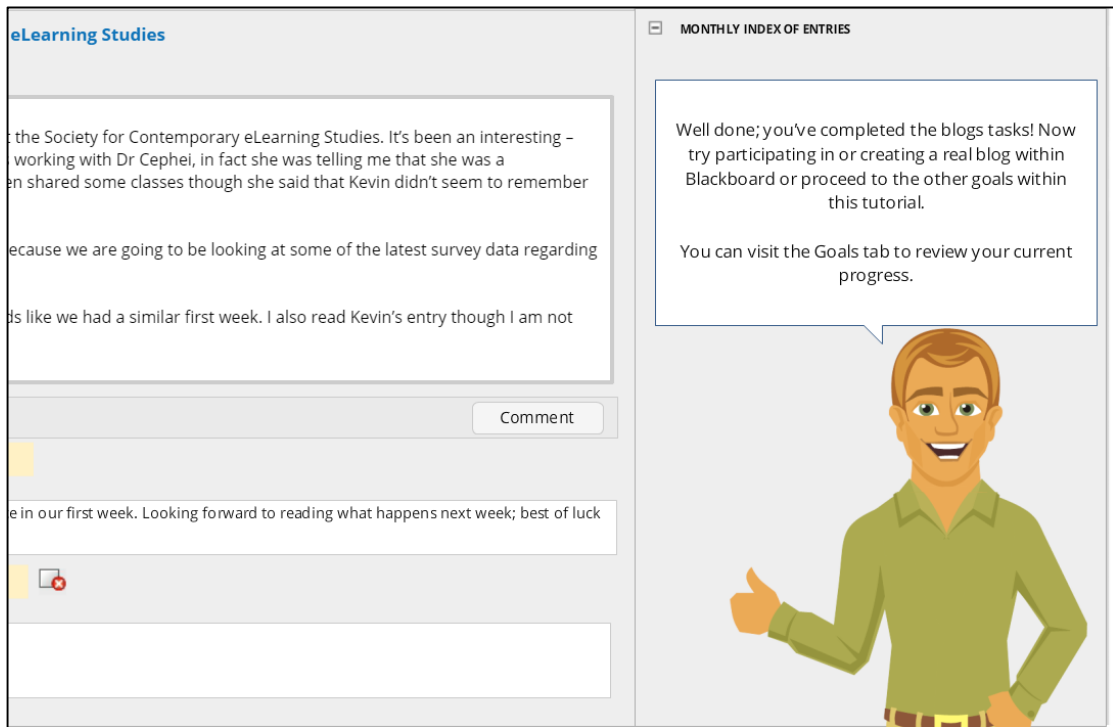 eLearning Studies
t the Society for Contemporary eLearning Studies. It's been an interesting –
s working with Dr Cephei, in fact she was telling me that she was a
en shared some classes though she said that Kevin didn't seem to remember
ecause we are going to be looking at some of the latest survey data regarding
ds like we had a similar first week. I also read Kevin's entry though I am not
Comment
e in our first week. Looking forward to reading what happens next week; best of luck
MONTHLY INDEX OF ENTRIES
Well done; you've completed the blogs tasks! Now
try participating in or creating a real blog within
Blackboard or proceed to the other goals within
this tutorial.
You can visit the Goals tab to review your current
progress.